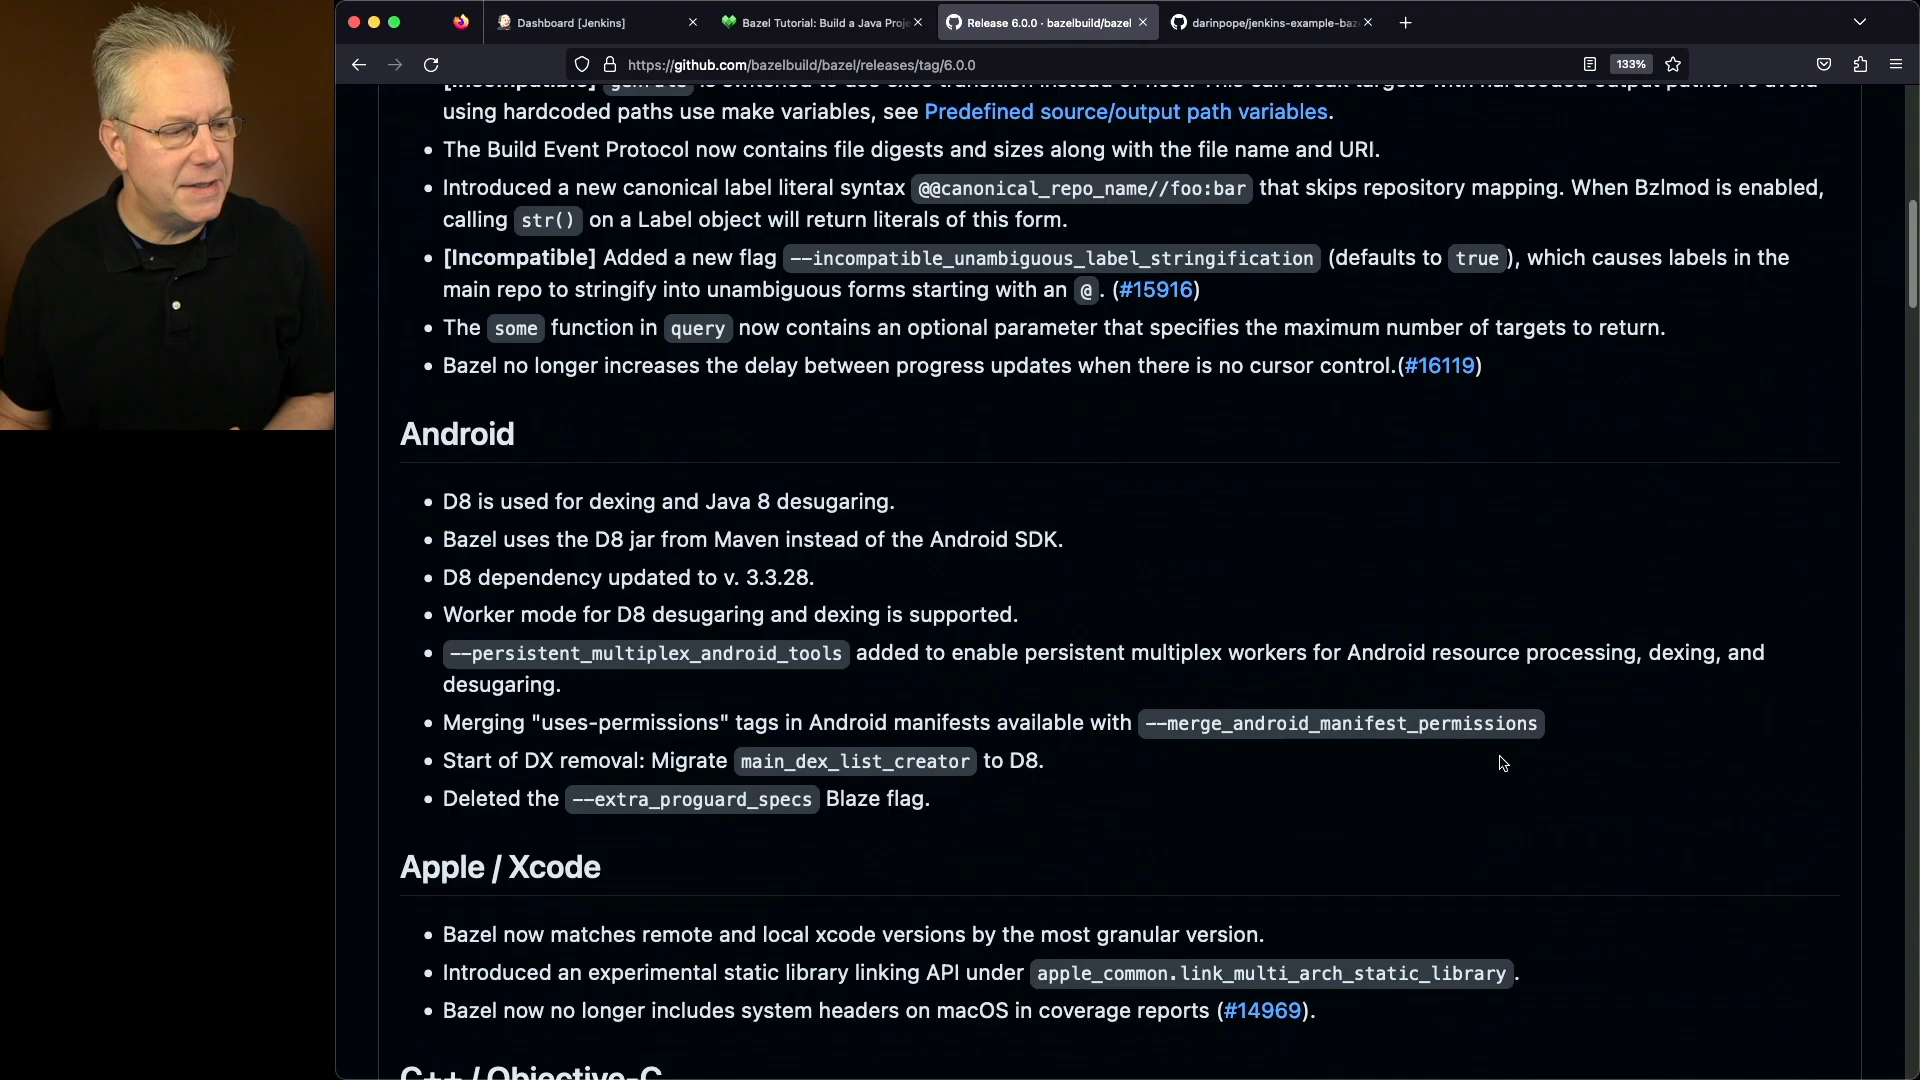 Dashboard [Jenkins]
Bazel Tutorial: Build a Java Proje
Release 6.0.0 · bazelbuild/bazel
darinpope/jenkins-example-baz
https://github.com/bazelbuild/bazel/releases/tag/6.0.0
133%
using hardcoded paths use make variables, see Predefined source/output path variables.
• The Build Event Protocol now contains file digests and sizes along with the file name and URI.
• Introduced a new canonical label literal syntax @@canonical_repo_name//foo:bar that skips repository mapping. When Bzlmod is enabled,
calling str() on a Label object will return literals of this form.
• [Incompatible] Added a new flag --incompatible_unambiguous_label_stringification (defaults to true), which causes labels in the
main repo to stringify into unambiguous forms starting with an @. (#15916)
• The some function in query now contains an optional parameter that specifies the maximum number of targets to return.
• Bazel no longer increases the delay between progress updates when there is no cursor control.(#16119)
Android
• D8 is used for dexing and Java 8 desugaring.
• Bazel uses the D8 jar from Maven instead of the Android SDK.
• D8 dependency updated to v. 3.3.28.
• Worker mode for D8 desugaring and dexing is supported.
• --persistent_multiplex_android_tools added to enable persistent multiplex workers for Android resource processing, dexing, and
desugaring.
• Merging "uses-permissions" tags in Android manifests available with --merge_android_manifest_permissions
• Start of DX removal: Migrate main_dex_list_creator to D8.
• Deleted the --extra_proguard_specs Blaze flag.
Apple / Xcode
• Bazel now matches remote and local xcode versions by the most granular version.
• Introduced an experimental static library linking API under apple_common.link_multi_arch_static_library.
• Bazel now no longer includes system headers on macOS in coverage reports (#14969).
C++ / Objective-C